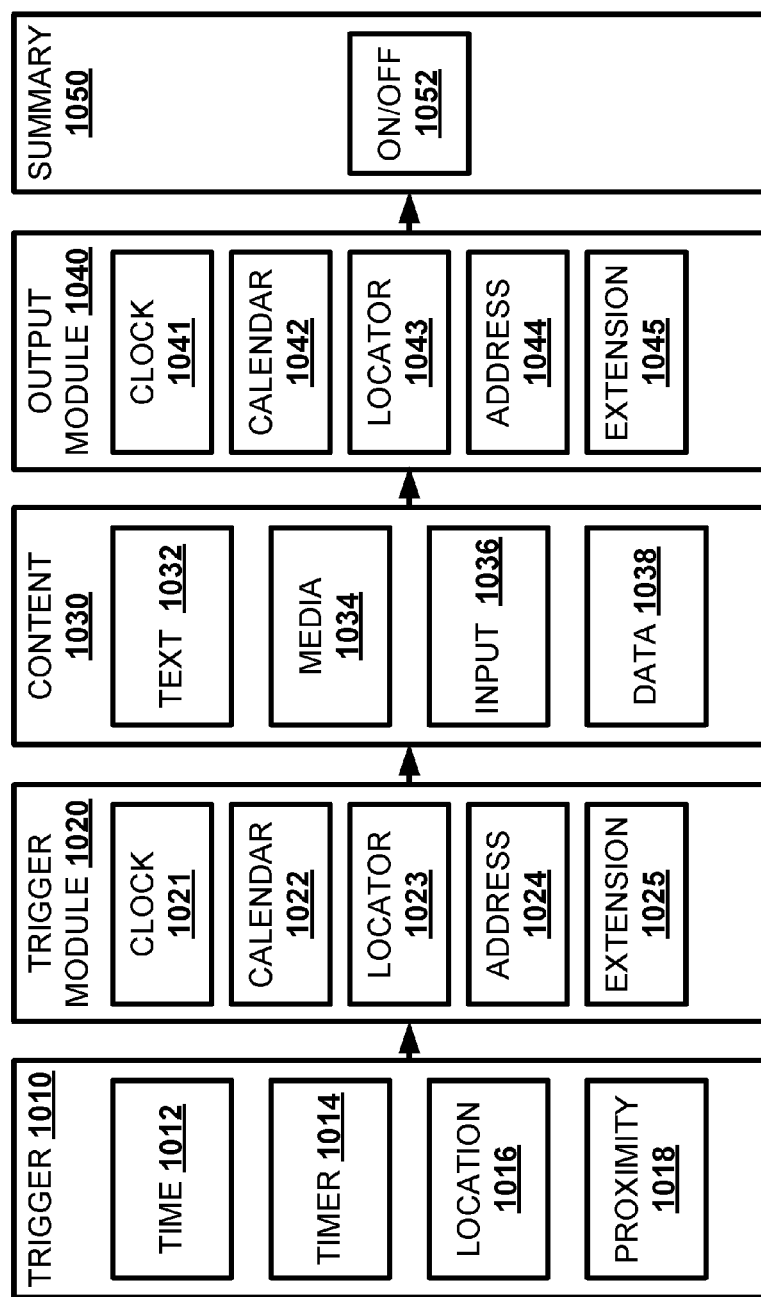 TRIGGER 1010
TIME 1012
TIMER 1014
LOCATION
1016
PROXIMITY
1018
TRIGGER
MODULE 1020
CLOCK
1021
CALENDAR
1022
LOCATOR
1023
ADDRESS
1024
EXTENSION
1025
CONTENT
1030
TEXT 1032
MEDIA
1034
INPUT 1036
DATA 1038
OUTPUT
MODULE 1040
CLOCK
1041
CALENDAR
1042
LOCATOR
1043
ADDRESS
1044
EXTENSION
1045
SUMMARY
1050
ON/OFF
1052